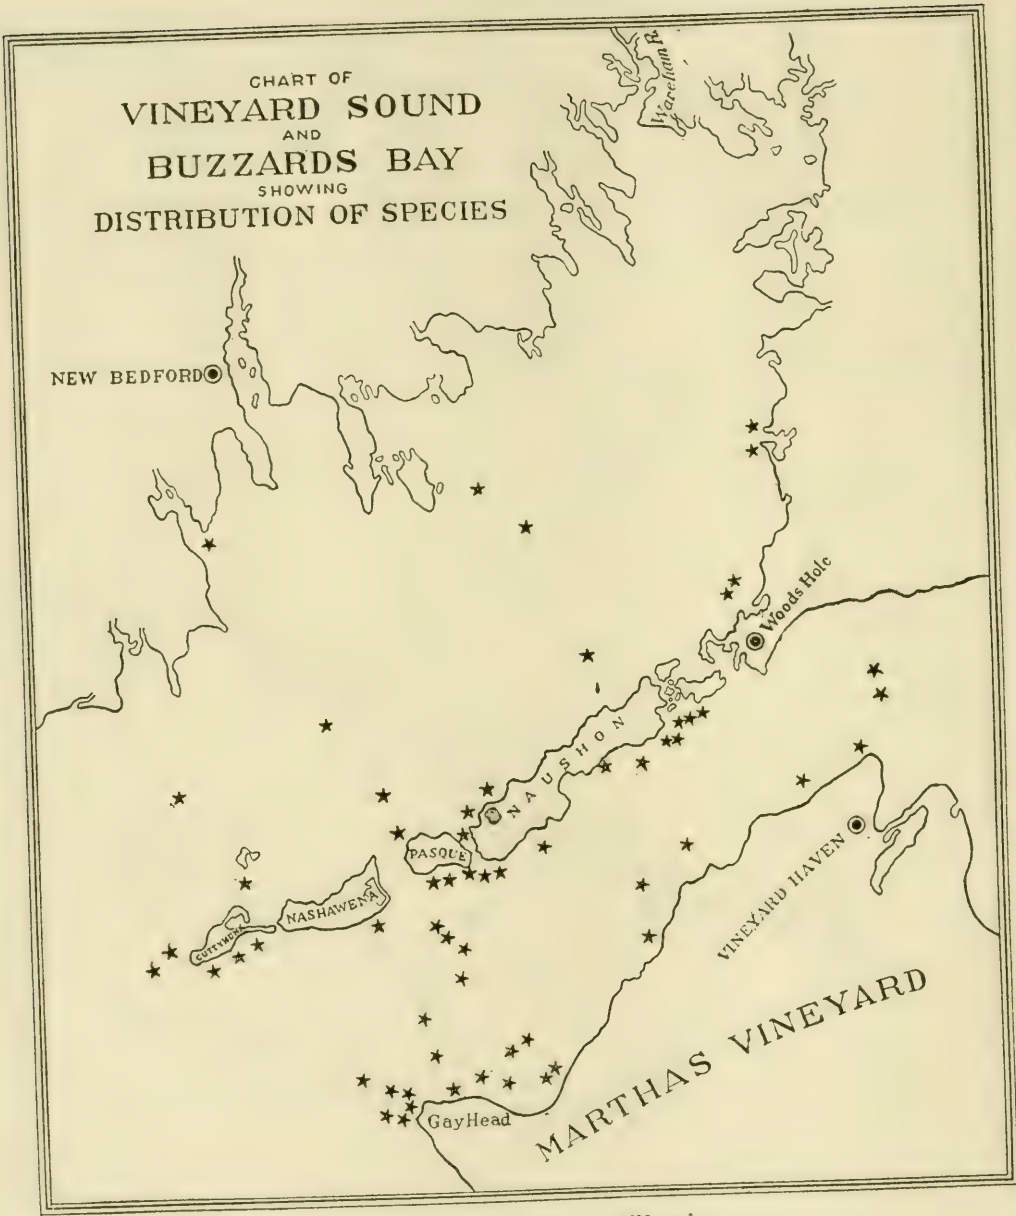 CHART OF
VINEYARD SOUND
AND
BUZZARDS BAY
SHOWING
DISTRIBUTION OF SPECIES
Wareham R.
NEW BEDFORD
Woods Hole
NAUSHON
PASQUE
NASHAWENA
CUTTYHUNK
VINEYARD HAVEN
MARTHAS VINEYARD
Gay Head